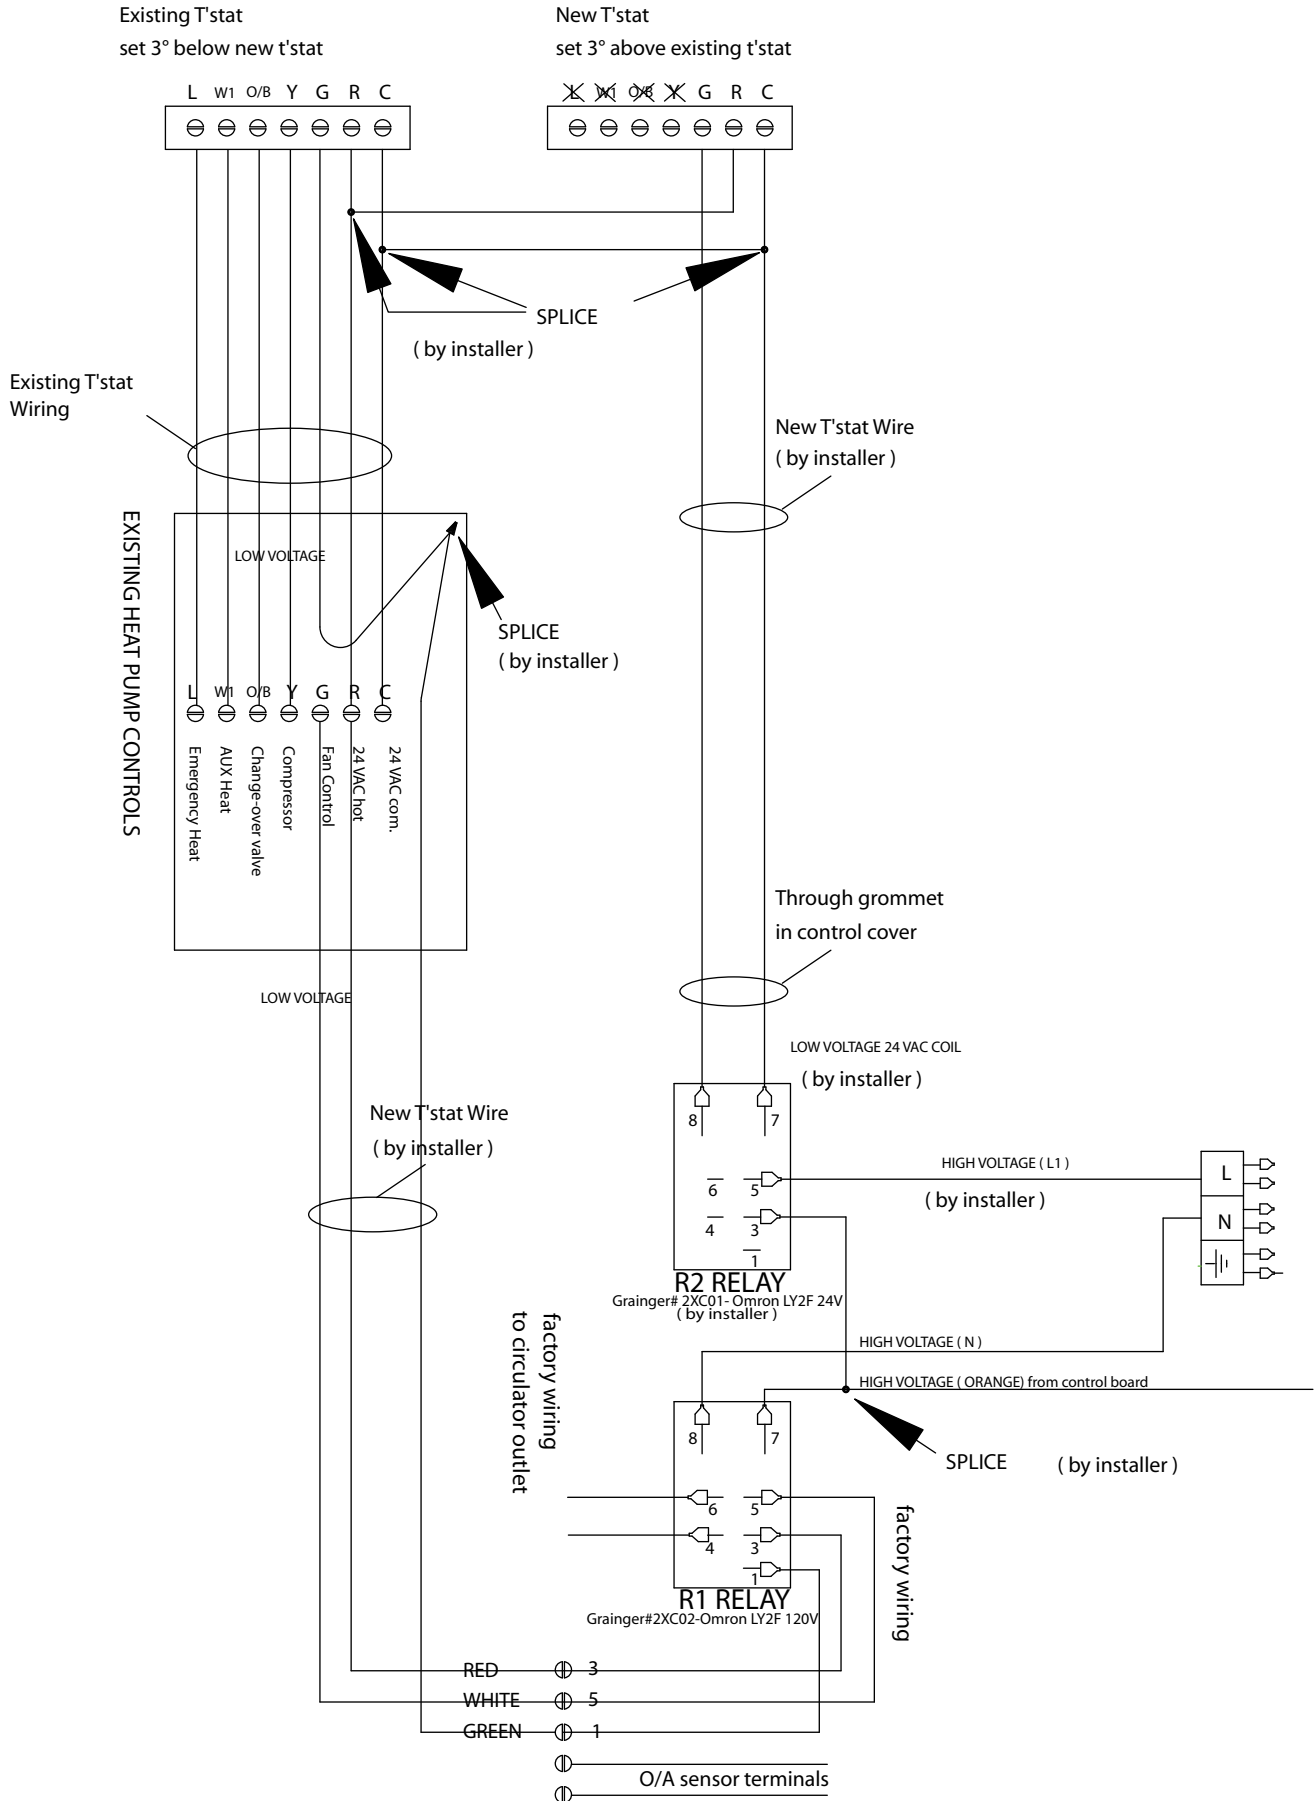 Existing T'stat
set 3° below new t'stat
New T'stat
set 3° above existing t'stat
L W1 O/B Y G R C
L W1 O/B Y G R C
SPLICE
( by installer )
Existing T'stat
Wiring
New T'stat Wire
( by installer )
EXISTING HEAT PUMP CONTROLS
LOW VOLTAGE
SPLICE
( by installer )
L W1 O/B Y G R C
Emergency Heat
AUX Heat
Change-over valve
Compressor
Fan Control
24 VAC hot
24 VAC com.
Through grommet
in control cover
LOW VOLTAGE
LOW VOLTAGE 24 VAC COIL
( by installer )
New T'stat Wire
( by installer )
8 7
6 5
4 3
1
HIGH VOLTAGE ( L1 )
( by installer )
L
N
R2 RELAY
Grainger# 2XC01- Omron LY2F 24V
( by installer )
factory wiring
to circulator outlet
HIGH VOLTAGE ( N )
HIGH VOLTAGE ( ORANGE) from control board
SPLICE ( by installer )
8 7
6 5
4 3
1
R1 RELAY
Grainger#2XC02-Omron LY2F 120V
factory wiring
RED 3
WHITE 5
GREEN 1
O/A sensor terminals